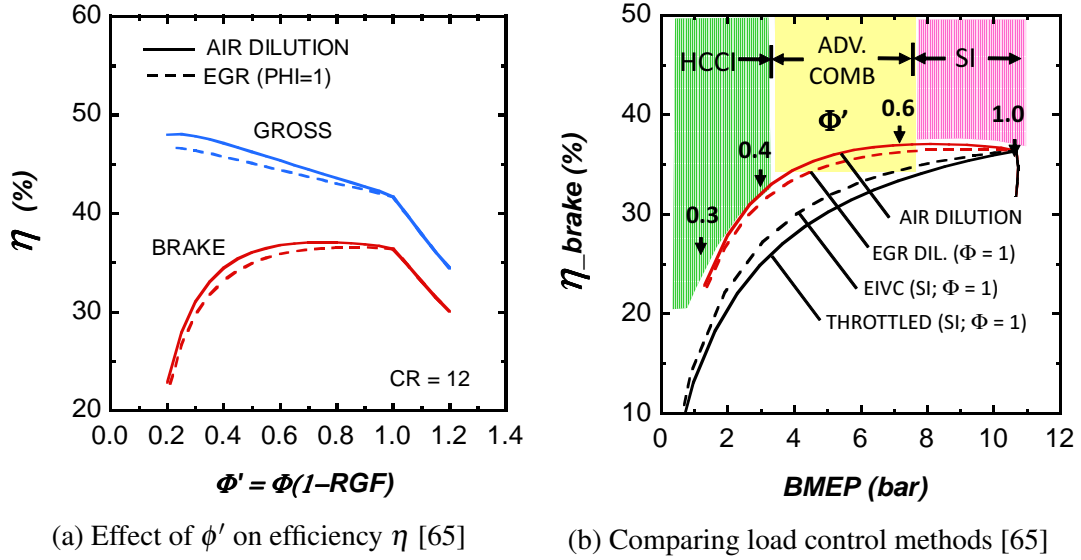 60
50
40
30
20
η (%)
AIR DILUTION
EGR (PHI=1)
GROSS
BRAKE
CR = 12
0.0 0.2 0.4 0.6 0.8 1.0 1.2 1.4
Φ' = Φ(1–RGF)
(a) Effect of ϕ′ on efficiency η [65]
50
40
30
20
10
η_brake (%)
HCCI
ADV.
COMB
SI
Φ'
0.6
1.0
0.4
0.3
AIR DILUTION
EGR DIL. (Φ = 1)
EIVC (SI; Φ = 1)
THROTTLED (SI; Φ = 1)
0 2 4 6 8 10 12
BMEP (bar)
(b) Comparing load control methods [65]